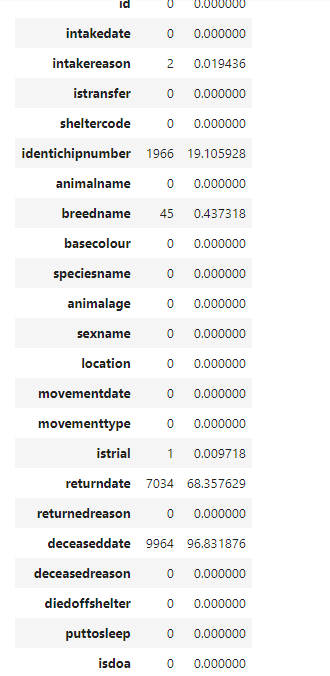 id 0 0.000000
intakedate 0 0.000000
intakereason 2 0.019436
istransfer 0 0.000000
sheltercode 0 0.000000
identichipnumber 1966 19.105928
animalname 0 0.000000
breedname 45 0.437318
basecolour 0 0.000000
speciesname 0 0.000000
animalage 0 0.000000
sexname 0 0.000000
location 0 0.000000
movementdate 0 0.000000
movementtype 0 0.000000
istrial 1 0.009718
returndate 7034 68.357629
returnedreason 0 0.000000
deceaseddate 9964 96.831876
deceasedreason 0 0.000000
diedoffshelter 0 0.000000
puttosleep 0 0.000000
isdoa 0 0.000000